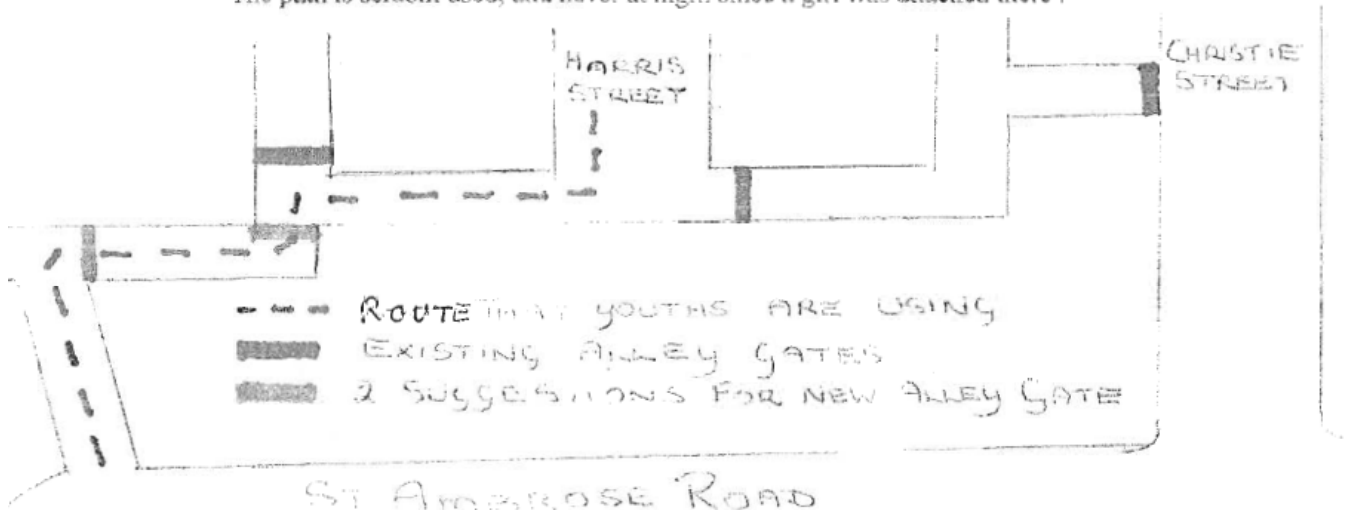 The path is seldom used, and never at night since a girl was attacked there .
HARRIS
STREET
CHRISTIE
STREET
ROUTE THAT YOUTHS ARE USING
EXISTING ALLEY GATES
2 SUGGESTIONS FOR NEW ALLEY GATE
ST AMBROSE ROAD